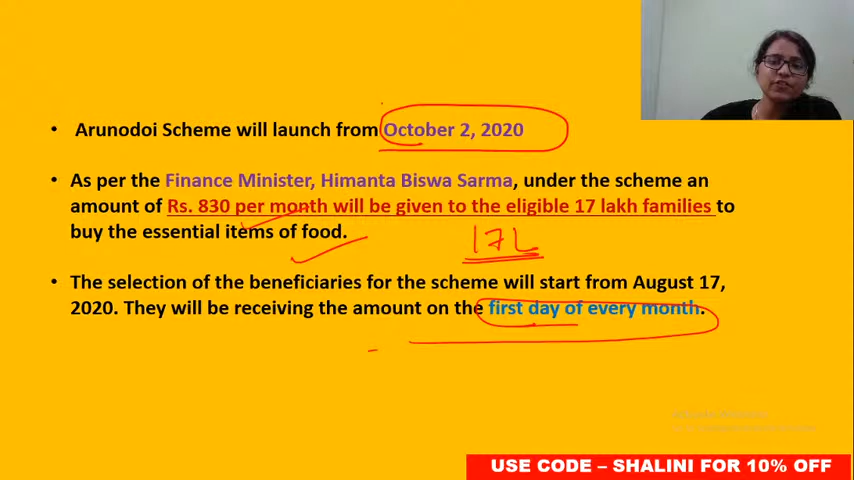 • Arunodoi Scheme will launch from October 2, 2020
• As per the Finance Minister, Himanta Biswa Sarma, under the scheme an
amount of Rs. 830 per month will be given to the eligible 17 lakh families to
buy the essential items of food.
17L
• The selection of the beneficiaries for the scheme will start from August 17,
2020. They will be receiving the amount on the first day of every month.
USE CODE – SHALINI FOR 10% OFF